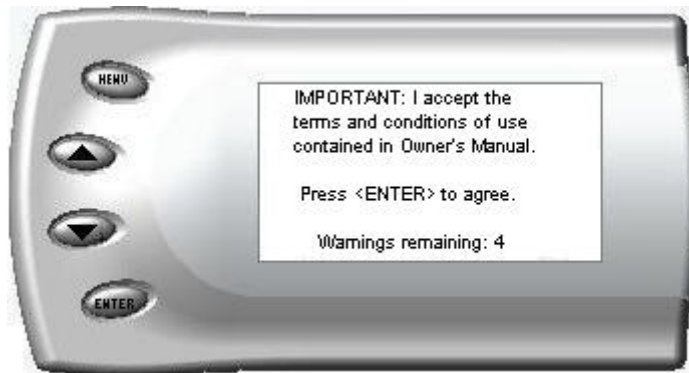 MENU
IMPORTANT: I accept the
terms and conditions of use
contained in Owner's Manual.
Press <ENTER> to agree.
Warnings remaining: 4
ENTER